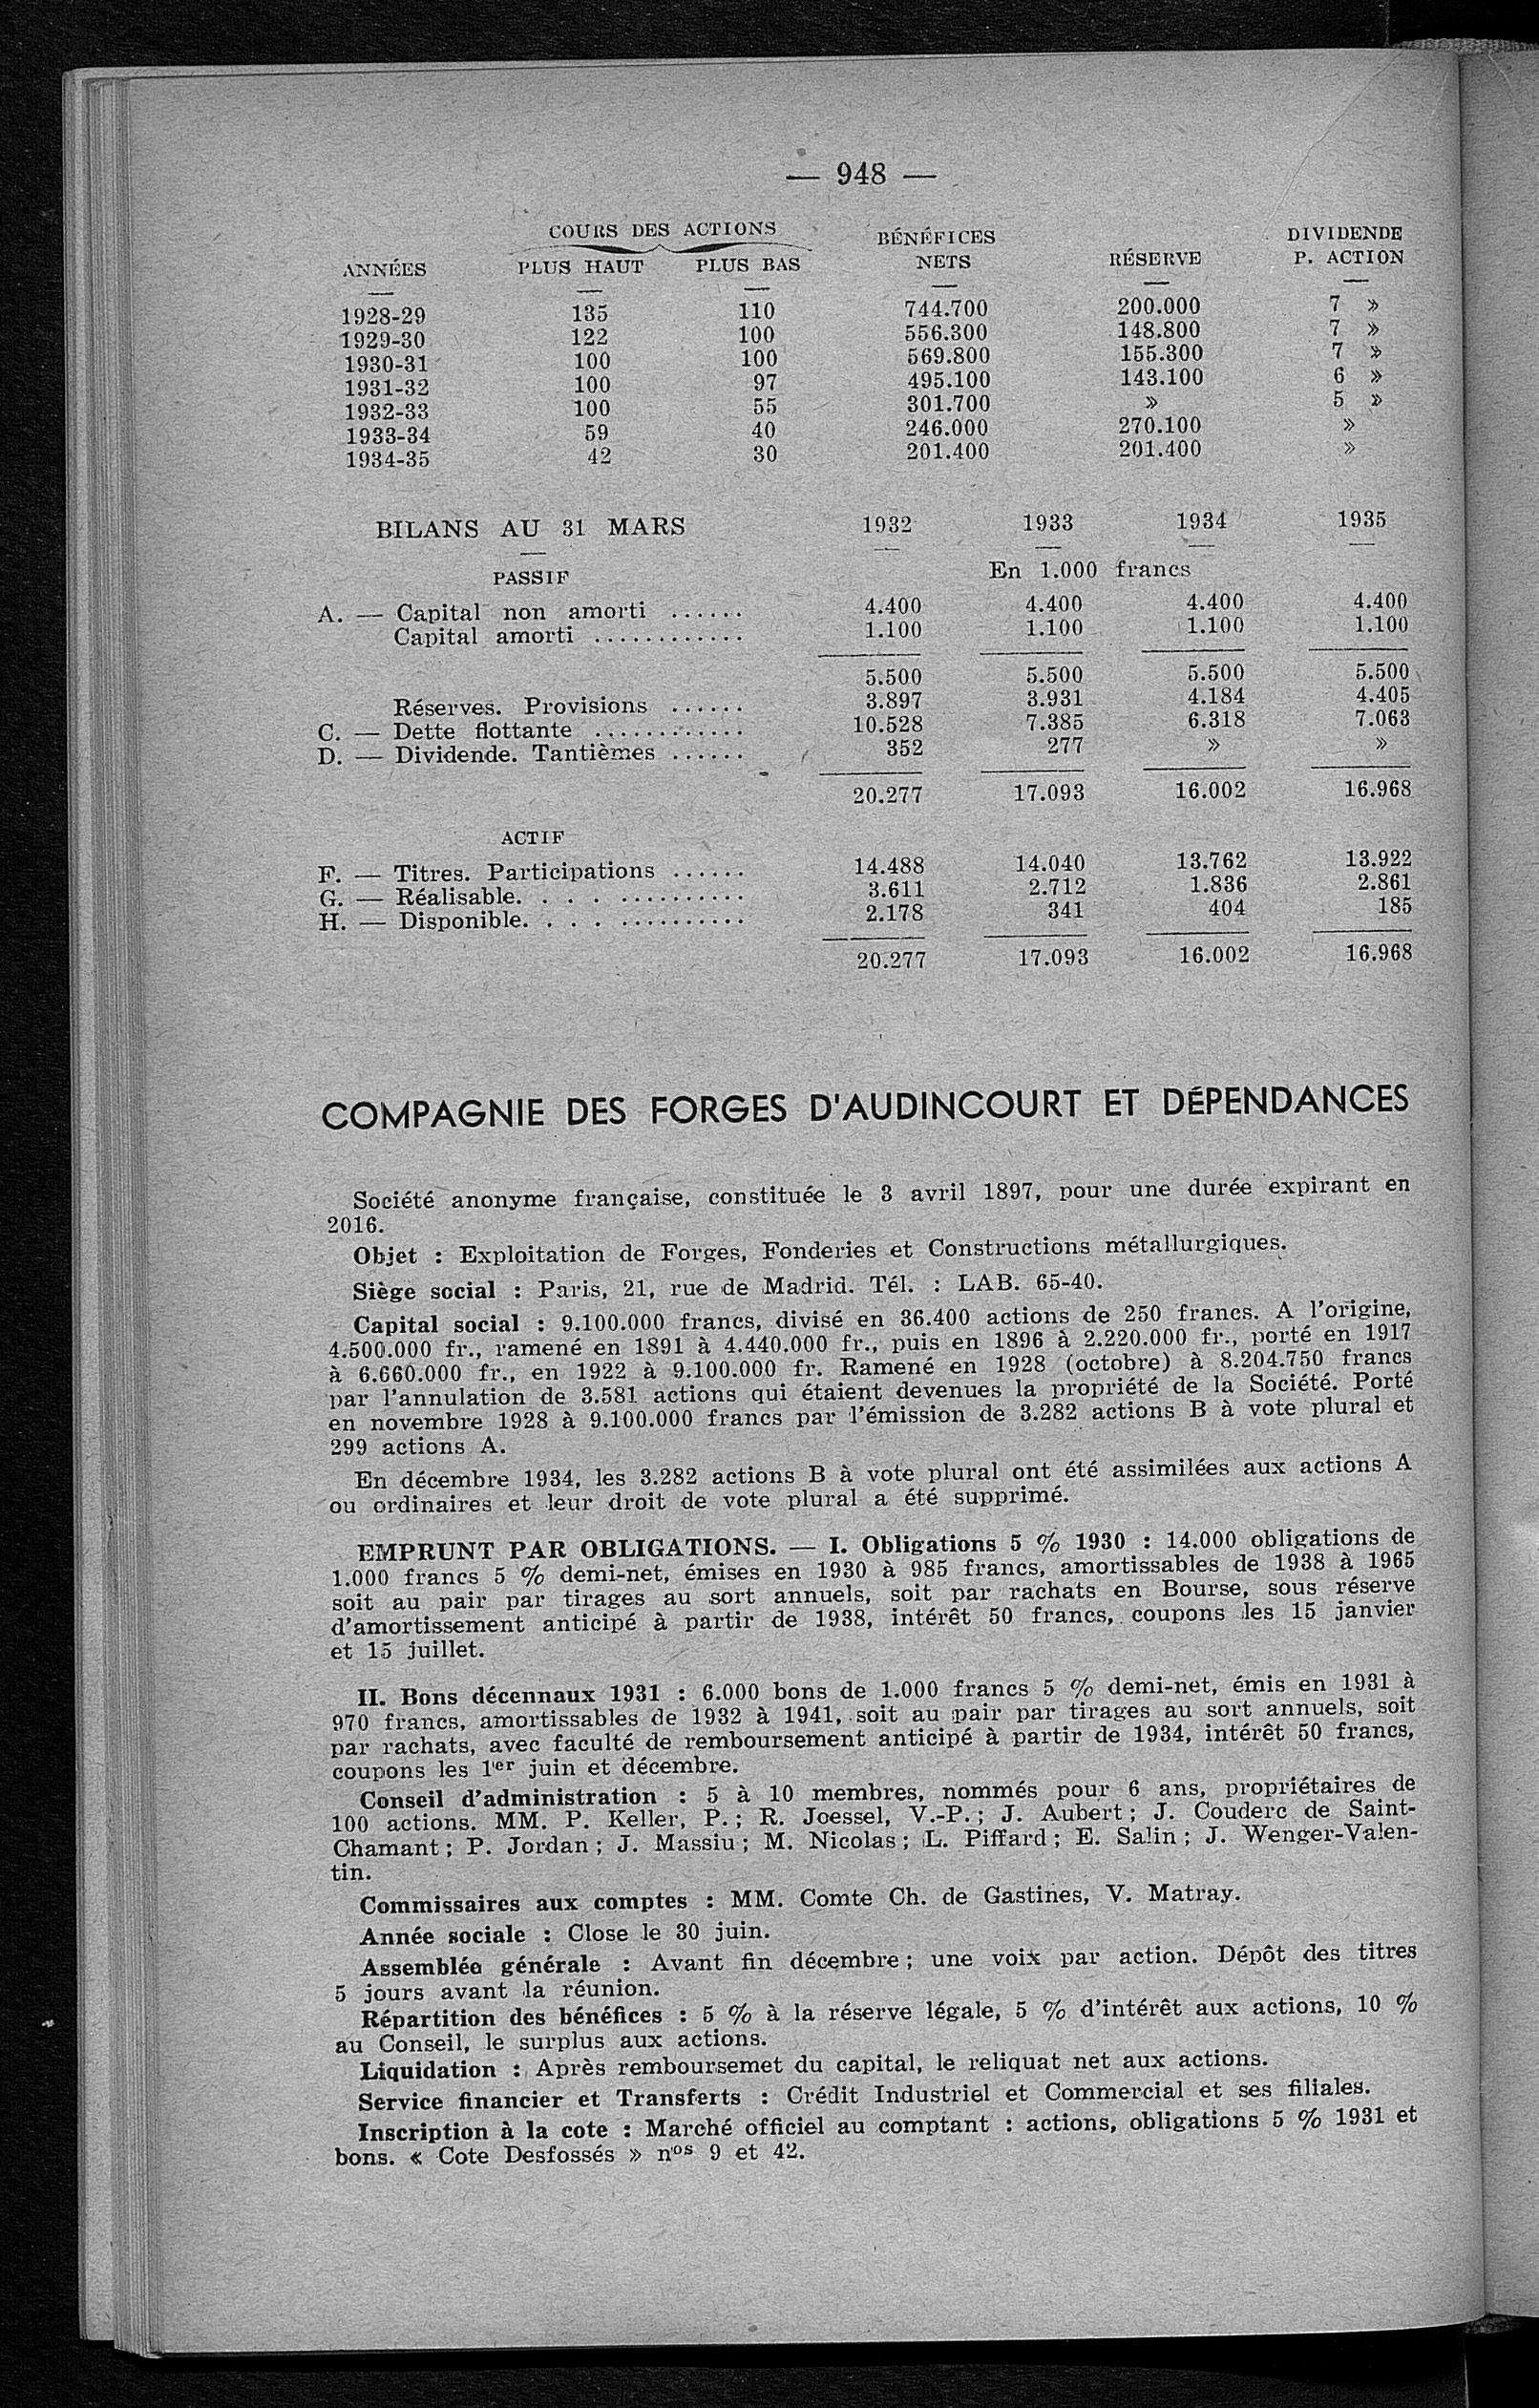 — 948 —
COURS DES ACTIONS BÉNÉFICES DIVIDENDE
ANNÉES PLUS HAUT PLUS BAS NETS RÉSERVE P. ACTION
1928-29 135 110 744.700 200.000 7 »
1929-30 122 100 556.300 148.800 7 »
1930-31 100 100 569.800 155.300 7 »
1931-32 100 97 495.100 143.100 6 »
1932-33 100 55 301.700 » 5 »
1933-34 59 40 246.000 270.100 »
1934-35 42 30 201.400 201.400 »
BILANS AU 31 MARS 1932 1933 1934 1935
PASSIF En 1.000 francs
A. — Capital non amorti ...... 4.400 4.400 4.400 4.400
Capital amorti ............ 1.100 1.100 1.100 1.100
5.500 5.500 5.500 5.500
Réserves. Provisions ...... 3.897 3.931 4.184 4.405
C. — Dette flottante ............ 10.528 7.385 6.318 7.063
D. — Dividende. Tantièmes ...... 352 277 » »
20.277 17.093 16.002 16.968
ACTIF
F. — Titres. Participations ...... 14.488 14.040 13.762 13.922
G. — Réalisable. . . . ........... 3.611 2.712 1.836 2.861
H. — Disponible. . . . ........... 2.178 341 404 185
20.277 17.093 16.002 16.968
COMPAGNIE DES FORGES D'AUDINCOURT ET DÉPENDANCES
Société anonyme française, constituée le 3 avril 1897, pour une durée expirant en
2016.
Objet : Exploitation de Forges, Fonderies et Constructions métallurgiques.
Siège social : Paris, 21, rue de Madrid. Tél. : LAB. 65-40.
Capital social : 9.100.000 francs, divisé en 36.400 actions de 250 francs. A l'origine,
4.500.000 fr., ramené en 1891 à 4.440.000 fr., puis en 1896 à 2.220.000 fr., porté en 1917
à 6.660.000 fr., en 1922 à 9.100.000 fr. Ramené en 1928 (octobre) à 8.204.750 francs
par l'annulation de 3.581 actions qui étaient devenues la propriété de la Société. Porté
en novembre 1928 à 9.100.000 francs par l'émission de 3.282 actions B à vote plural et
299 actions A.
En décembre 1934, les 3.282 actions B à vote plural ont été assimilées aux actions A
ou ordinaires et leur droit de vote plural a été supprimé.
EMPRUNT PAR OBLIGATIONS. — I. Obligations 5 % 1930 : 14.000 obligations de
1.000 francs 5 % demi-net, émises en 1930 à 985 francs, amortissables de 1938 à 1965
soit au pair par tirages au sort annuels, soit par rachats en Bourse, sous réserve
d'amortissement anticipé à partir de 1938, intérêt 50 francs, coupons les 15 janvier
et 15 juillet.
II. Bons décennaux 1931 : 6.000 bons de 1.000 francs 5 % demi-net, émis en 1931 à
970 francs, amortissables de 1932 à 1941, soit au pair par tirages au sort annuels, soit
par rachats, avec faculté de remboursement anticipé à partir de 1934, intérêt 50 francs,
coupons les 1er juin et décembre.
Conseil d'administration : 5 à 10 membres, nommés pour 6 ans, propriétaires de
100 actions. MM. P. Keller, P. ; R. Joessel, V.-P. ; J. Aubert ; J. Couderc de Saint-
Chamant ; P. Jordan ; J. Massiu ; M. Nicolas ; L. Piffard ; E. Salin ; J. Wenger-Valen-
tin.
Commissaires aux comptes : MM. Comte Ch. de Gastines, V. Matray.
Année sociale : Close le 30 juin.
Assemblée générale : Avant fin décembre ; une voix par action. Dépôt des titres
5 jours avant la réunion.
Répartition des bénéfices : 5 % à la réserve légale, 5 % d'intérêt aux actions, 10 %
au Conseil, le surplus aux actions.
Liquidation : Après remboursemet du capital, le reliquat net aux actions.
Service financier et Transferts : Crédit Industriel et Commercial et ses filiales.
Inscription à la cote : Marché officiel au comptant : actions, obligations 5 % 1931 et
bons. « Cote Desfossés » nos 9 et 42.